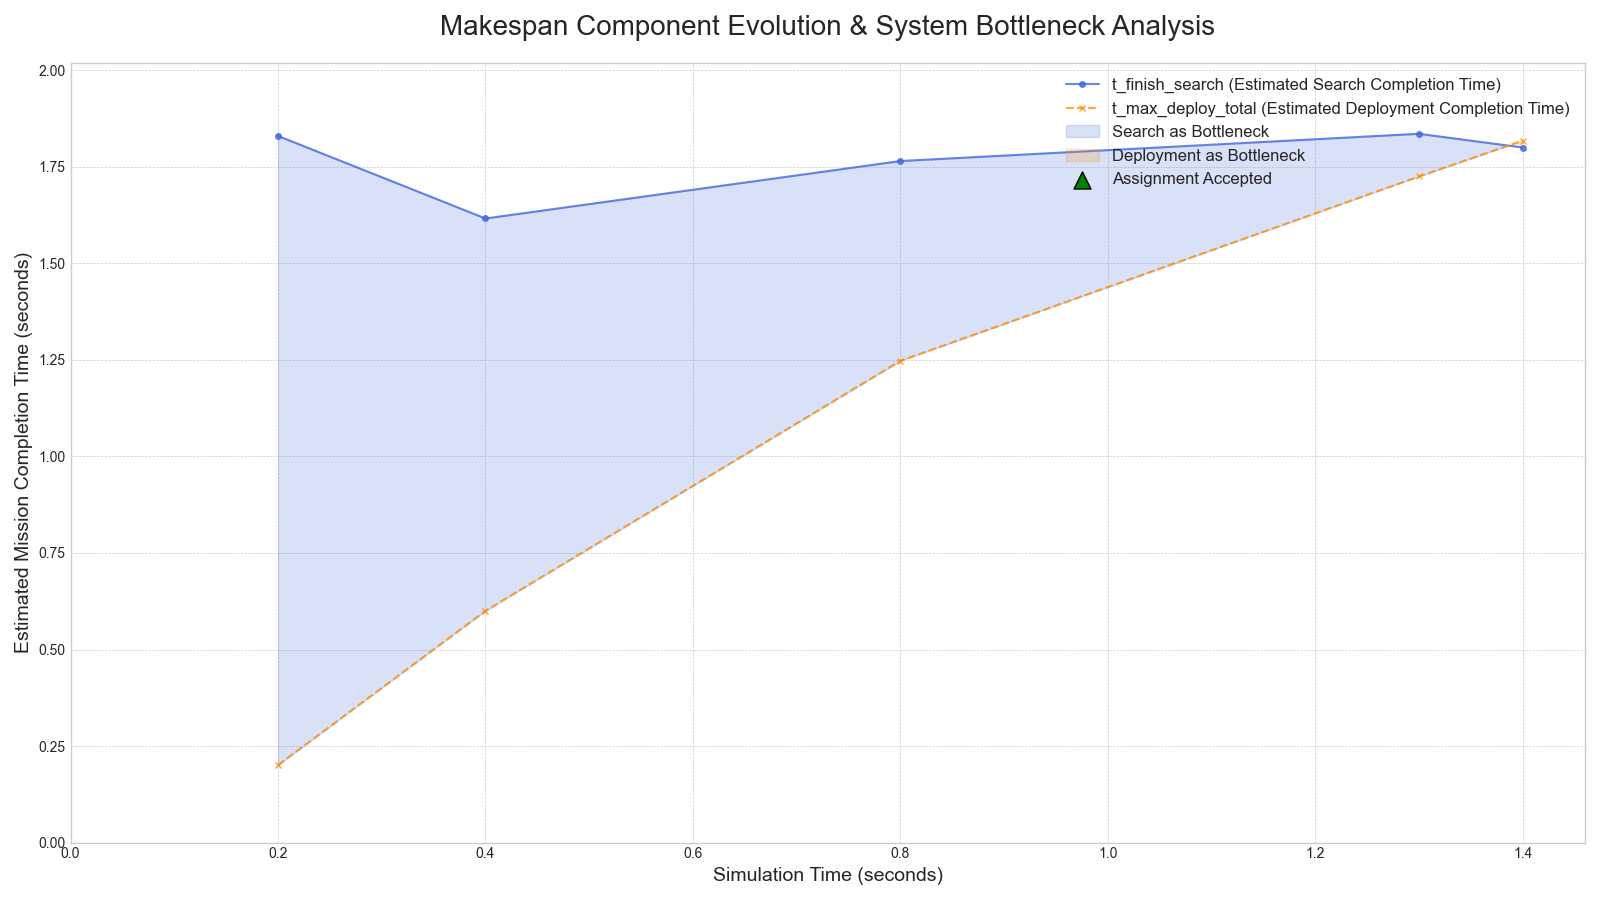 Makespan Component Evolution & System Bottleneck Analysis
t_finish_search (Estimated Search Completion Time)
t_max_deploy_total (Estimated Deployment Completion Time)
Search as Bottleneck
Deployment as Bottleneck
Assignment Accepted
Estimated Mission Completion Time (seconds)
2.00
1.75
1.50
1.25
1.00
0.75
0.50
0.25
0.00
0.0 0.2 0.4 0.6 0.8 1.0 1.2 1.4
Simulation Time (seconds)